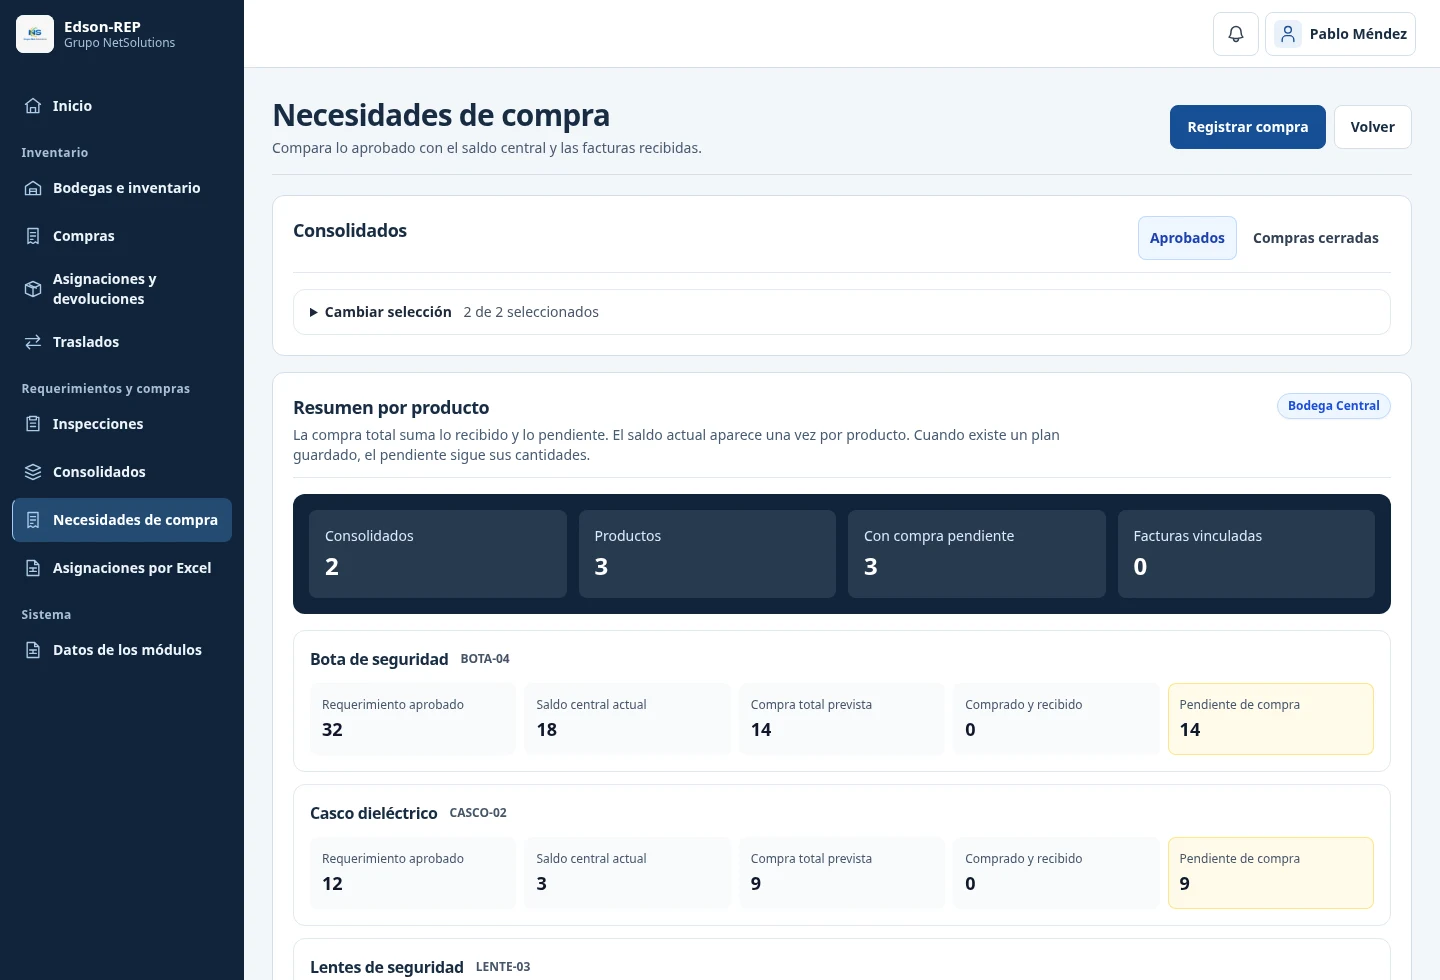 Edson-REP
Grupo NetSolutions
Inicio
Inventario
Bodegas e inventario
Compras
Asignaciones y
devoluciones
Traslados
Requerimientos y compras
Inspecciones
Consolidados
Necesidades de compra
Asignaciones por Excel
Sistema
Datos de los módulos
Pablo Méndez
Necesidades de compra
Compara lo aprobado con el saldo central y las facturas recibidas.
Registrar compra
Volver
Consolidados
Aprobados
Compras cerradas
Cambiar selección 2 de 2 seleccionados
Resumen por producto
Bodega Central
La compra total suma lo recibido y lo pendiente. El saldo actual aparece una vez por producto. Cuando existe un plan
guardado, el pendiente sigue sus cantidades.
Consolidados
2
Productos
3
Con compra pendiente
3
Facturas vinculadas
0
Bota de seguridad BOTA-04
Requerimiento aprobado
32
Saldo central actual
18
Compra total prevista
14
Comprado y recibido
0
Pendiente de compra
14
Casco dieléctrico CASCO-02
Requerimiento aprobado
12
Saldo central actual
3
Compra total prevista
9
Comprado y recibido
0
Pendiente de compra
9
Lentes de seguridad LENTE-03